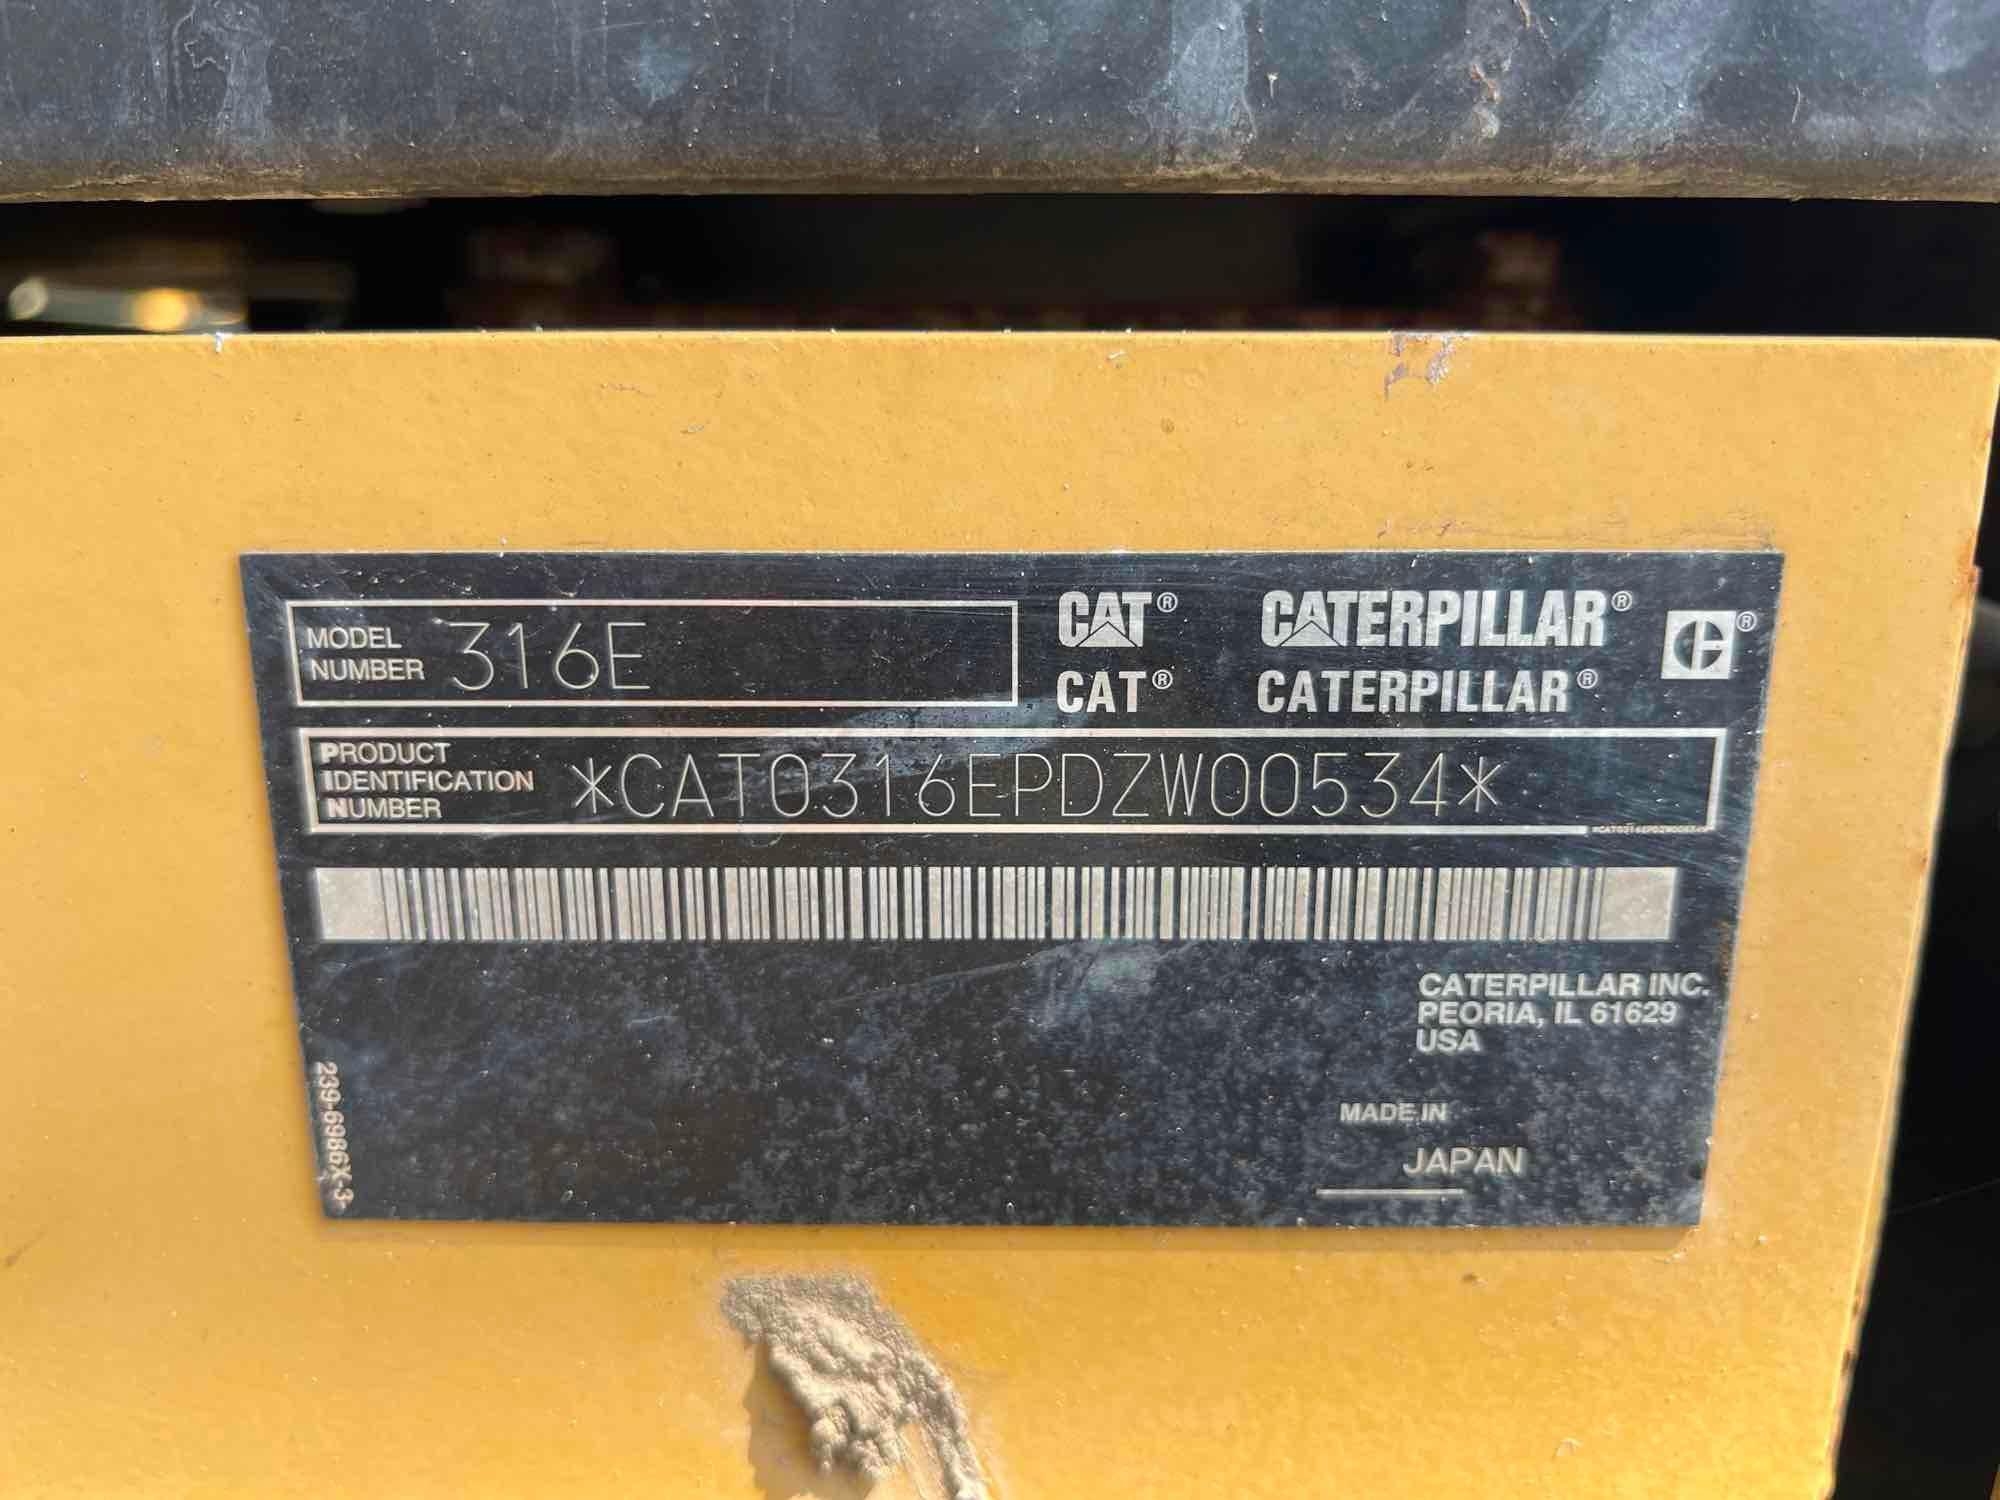 MODEL NUMBER 316E
CAT® CATERPILLAR® ®
CAT® CATERPILLAR®
PRODUCT IDENTIFICATION NUMBER *CAT0316EPDZW00534*
*CAT0316EPDZW00534*
CATERPILLAR INC.
PEORIA, IL 61629
USA
MADE IN
JAPAN
239-6986X-3